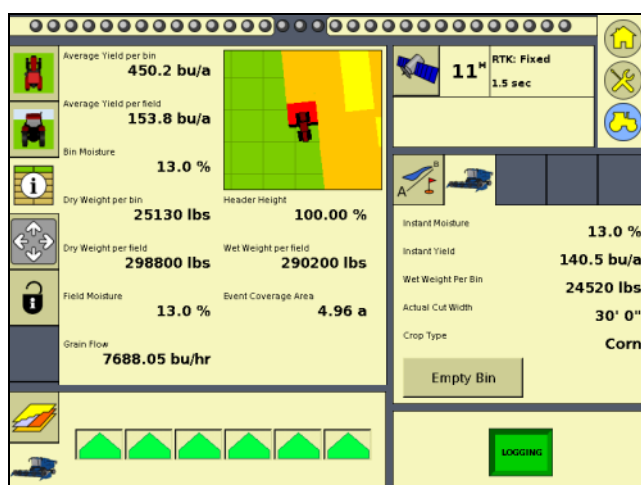 Average Yield per bin
450.2 bu/a
Average Yield per field
153.8 bu/a
Bin Moisture
13.0 %
Dry Weight per bin
25130 lbs
Header Height
100.00 %
Dry Weight per field
298800 lbs
Wet Weight per field
290200 lbs
Field Moisture
13.0 %
Event Coverage Area
4.96 a
Grain Flow
7688.05 bu/hr
11 H
RTK: Fixed
1.5 sec
A
B
Instant Moisture
13.0 %
Instant Yield
140.5 bu/a
Wet Weight Per Bin
24520 lbs
Actual Cut Width
30' 0"
Crop Type
Corn
Empty Bin
LOGGING